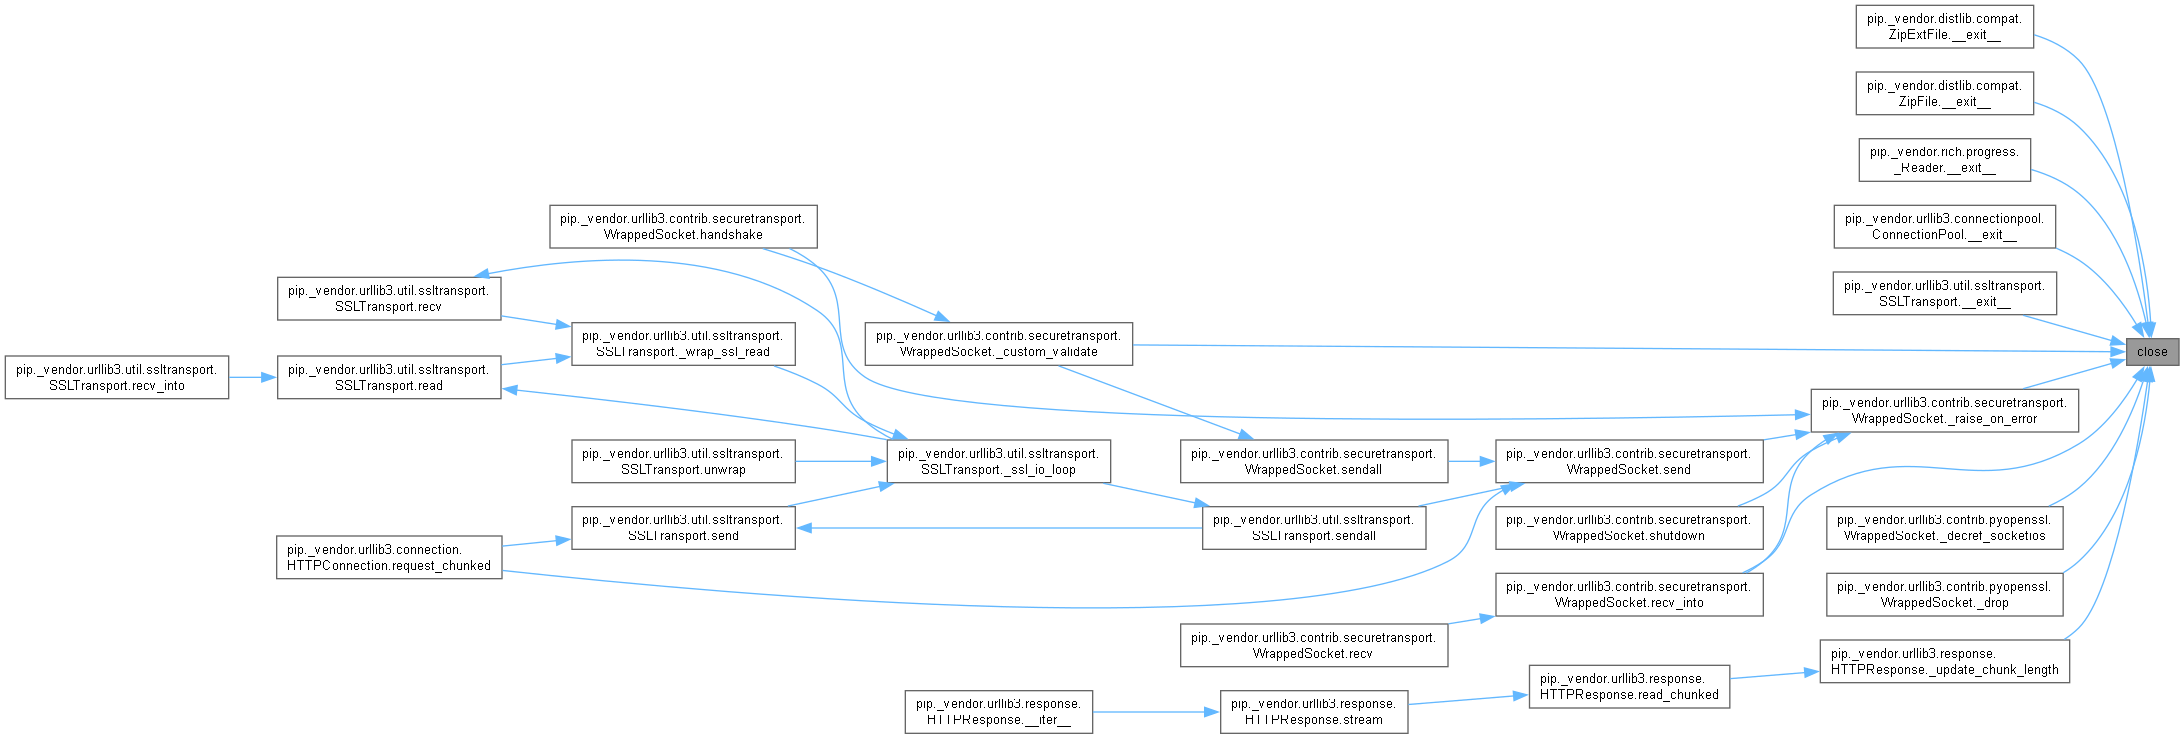 pip._vendor.distlib.compat.
ZipExtFile.__exit__
pip._vendor.distlib.compat.
ZipFile.__exit__
pip._vendor.rich.progress.
_Reader.__exit__
pip._vendor.urllib3.connectionpool.
ConnectionPool.__exit__
pip._vendor.urllib3.util.ssltransport.
SSLTransport.__exit__
close
pip._vendor.urllib3.contrib.securetransport.
WrappedSocket.handshake
pip._vendor.urllib3.util.ssltransport.
SSLTransport.recv
pip._vendor.urllib3.util.ssltransport.
SSLTransport._wrap_ssl_read
pip._vendor.urllib3.contrib.securetransport.
WrappedSocket._custom_validate
pip._vendor.urllib3.util.ssltransport.
SSLTransport.recv_into
pip._vendor.urllib3.util.ssltransport.
SSLTransport.read
pip._vendor.urllib3.contrib.securetransport.
WrappedSocket._raise_on_error
pip._vendor.urllib3.util.ssltransport.
SSLTransport.unwrap
pip._vendor.urllib3.util.ssltransport.
SSLTransport._ssl_io_loop
pip._vendor.urllib3.contrib.securetransport.
WrappedSocket.sendall
pip._vendor.urllib3.contrib.securetransport.
WrappedSocket.send
pip._vendor.urllib3.util.ssltransport.
SSLTransport.send
pip._vendor.urllib3.util.ssltransport.
SSLTransport.sendall
pip._vendor.urllib3.contrib.securetransport.
WrappedSocket.shutdown
pip._vendor.urllib3.contrib.pyopenssl.
WrappedSocket._decref_socketios
pip._vendor.urllib3.connection.
HTTPConnection.request_chunked
pip._vendor.urllib3.contrib.securetransport.
WrappedSocket.recv_into
pip._vendor.urllib3.contrib.pyopenssl.
WrappedSocket._drop
pip._vendor.urllib3.contrib.securetransport.
WrappedSocket.recv
pip._vendor.urllib3.response.
HTTPResponse._update_chunk_length
pip._vendor.urllib3.response.
HTTPResponse.read_chunked
pip._vendor.urllib3.response.
HTTPResponse.__iter__
pip._vendor.urllib3.response.
HTTPResponse.stream